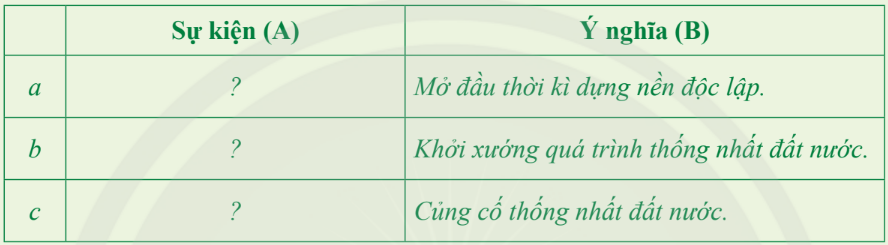 Sự kiện (A) Ý nghĩa (B)
a ? Mở đầu thời kì dựng nền độc lập.
b ? Khởi xướng quá trình thống nhất đất nước.
c ? Củng cố thống nhất đất nước.